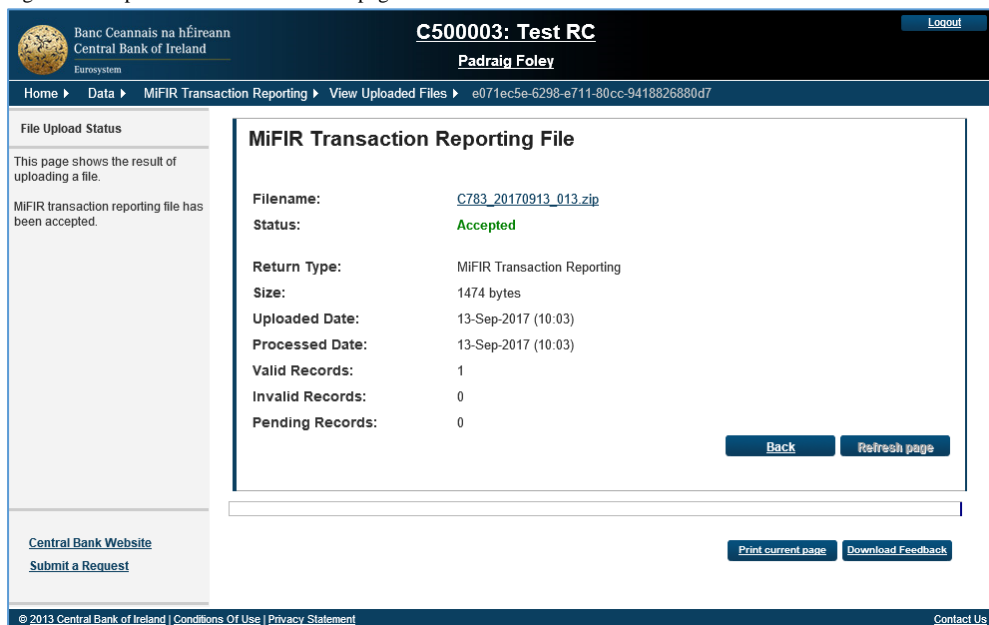 Banc Ceannais na hÉireann
Central Bank of Ireland
Eurosystem
C500003: Test RC
Padraig Foley
Logout
Home Data MiFIR Transaction Reporting View Uploaded Files e071ec5e-6298-e711-80cc-9418826880d7
File Upload Status
This page shows the result of
uploading a file.
MiFIR transaction reporting file has
been accepted.
MiFIR Transaction Reporting File
Filename: C783_20170913_013.zip
Status: Accepted
Return Type: MiFIR Transaction Reporting
Size: 1474 bytes
Uploaded Date: 13-Sep-2017 (10:03)
Processed Date: 13-Sep-2017 (10:03)
Valid Records: 1
Invalid Records: 0
Pending Records: 0
Back Refresh page
Central Bank Website
Submit a Request
Print current page Download Feedback
© 2013 Central Bank of Ireland | Conditions Of Use | Privacy Statement Contact Us